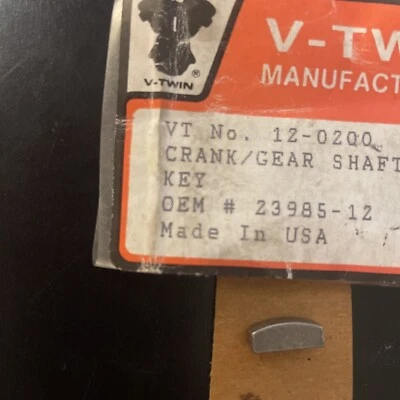 V-TW
MANUFACT
V-TWIN
®
VT No. 12-0200
CRANK/GEAR SHAFT
KEY
OEM # 23985-12
Made In USA